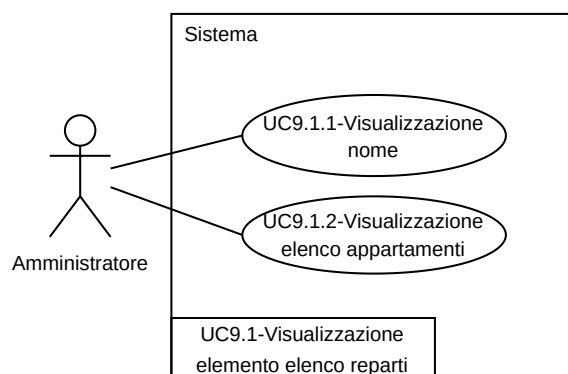 Sistema
UC9.1.1-Visualizzazione
nome
UC9.1.2-Visualizzazione
elenco appartamenti
Amministratore
UC9.1-Visualizzazione
elemento elenco reparti